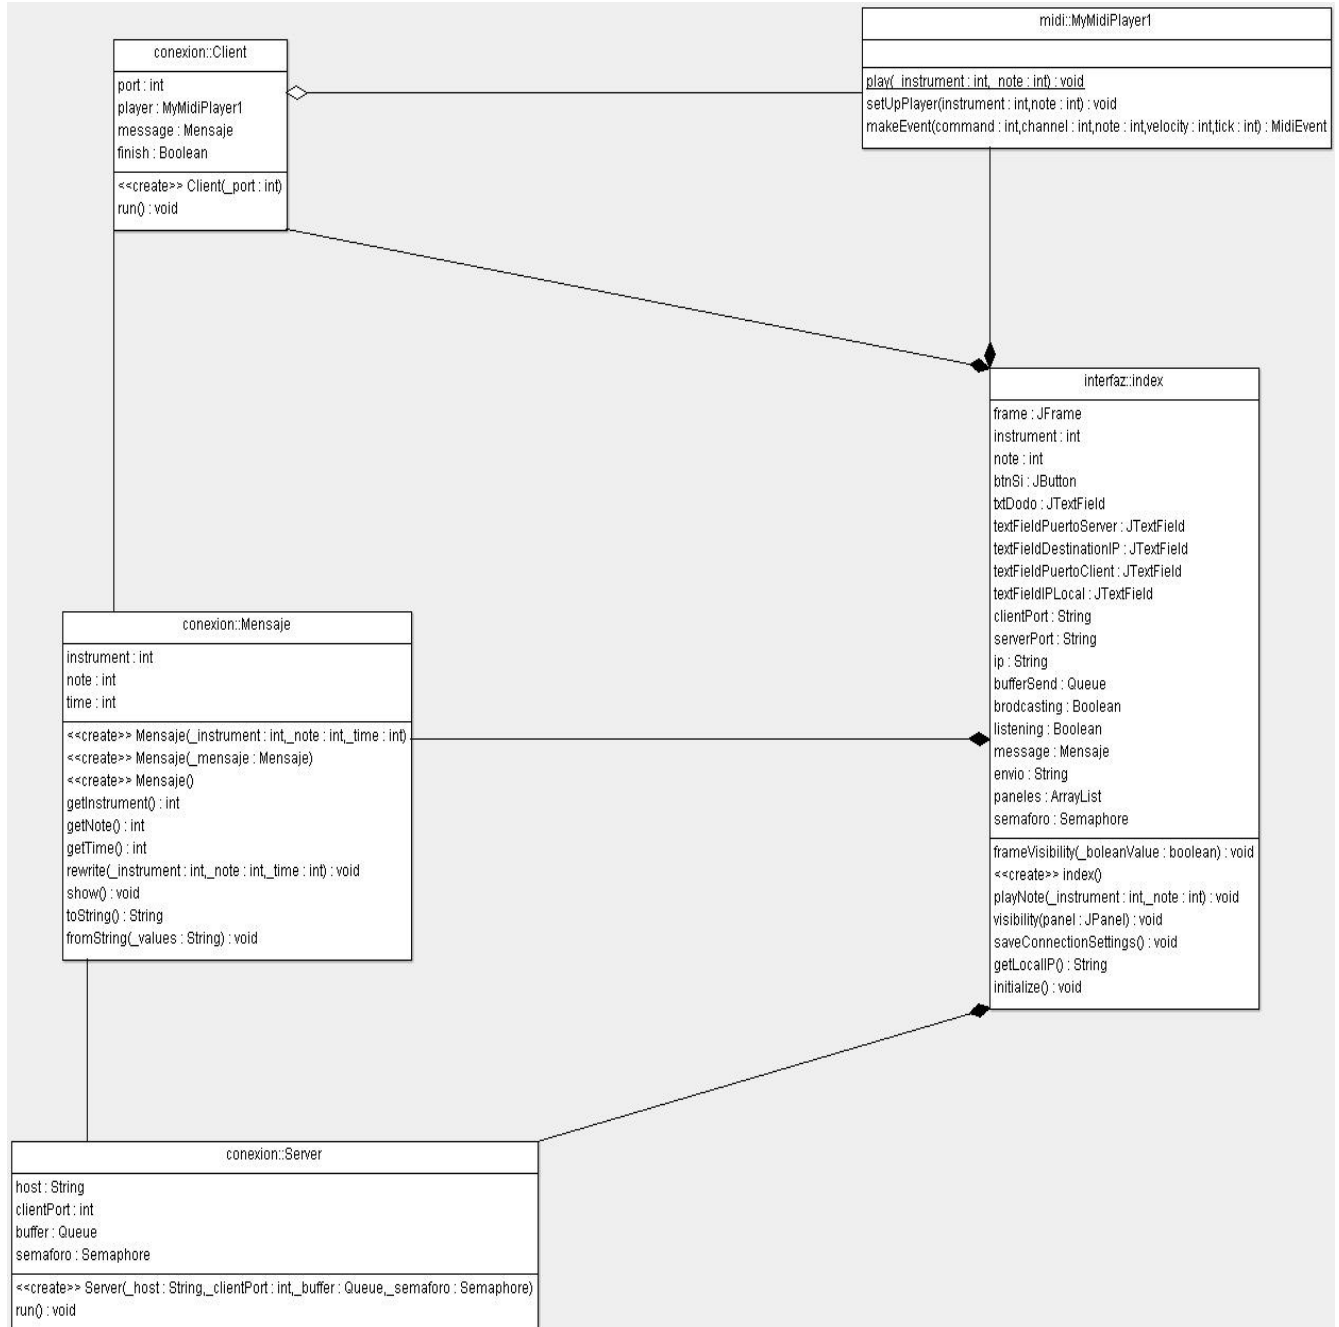 conexion::Client
port : int
player : MyMidiPlayer1
message : Mensaje
finish : Boolean
<<create>> Client(_port : int)
run() : void
midi::MyMidiPlayer1
play(_instrument : int,_note : int) : void
setUpPlayer(instrument : int,note : int) : void
makeEvent(command : int,channel : int,note : int,velocity : int,tick : int) : MidiEvent
interfaz::index
frame : JFrame
instrument : int
note : int
btnSi : JButton
txtDodo : JTextField
textFieldPuertoServer : JTextField
textFieldDestinationIP : JTextField
textFieldPuertoClient : JTextField
textFieldIPLocal : JTextField
clientPort : String
serverPort : String
ip : String
bufferSend : Queue
brodcasting : Boolean
listening : Boolean
message : Mensaje
envio : String
paneles : ArrayList
semaforo : Semaphore
frameVisibility(_boleanValue : boolean) : void
<<create>> index()
playNote(_instrument : int,_note : int) : void
visibility(panel : JPanel) : void
saveConnectionSettings() : void
getLocalIP() : String
initialize() : void
conexion::Mensaje
instrument : int
note : int
time : int
<<create>> Mensaje(_instrument : int,_note : int,_time : int)
<<create>> Mensaje(_mensaje : Mensaje)
<<create>> Mensaje()
getInstrument() : int
getNote() : int
getTime() : int
rewrite(_instrument : int,_note : int,_time : int) : void
show() : void
toString() : String
fromString(_values : String) : void
conexion::Server
host : String
clientPort : int
buffer : Queue
semaforo : Semaphore
<<create>> Server(_host : String,_clientPort : int,_buffer : Queue,_semaforo : Semaphore)
run() : void